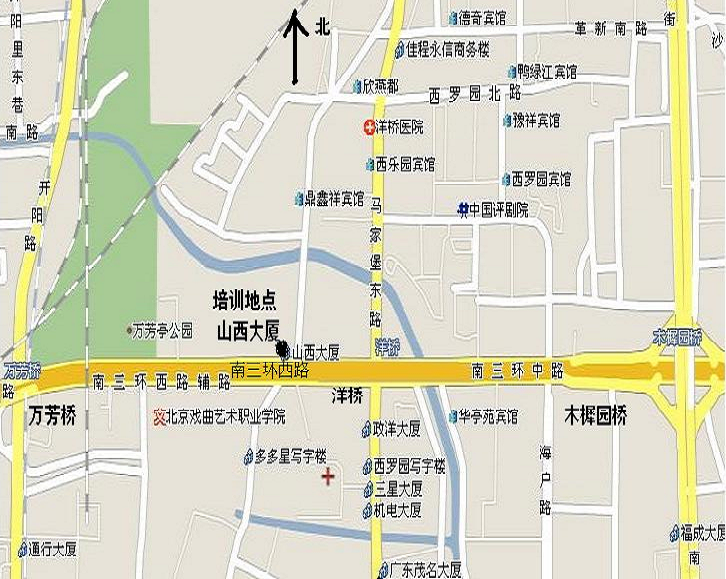 德奇宾馆
街
北
革新南路
沙
阳里东巷
佳程永信商务楼
鸭绿江宾馆
欣燕都
西罗园北路
豫祥宾馆
洋桥医院
南路
西乐园宾馆
西罗园宾馆
开阳路
鼎鑫祥宾馆
马家堡东路
中国评剧院
培训地点
山西大厦
万芳亭公园
山西大厦
洋桥
木樨园桥
万芳桥
南三环西路
南三环中路
南三环西路辅路
路
洋桥
万芳桥
北京戏曲艺术职业学院
华亭苑宾馆
木樨园桥
政洋大厦
多多星写字楼
西罗园写字楼
海户路
三星大厦
机电大厦
福成大厦
通行大厦
南
广东茂名大厦